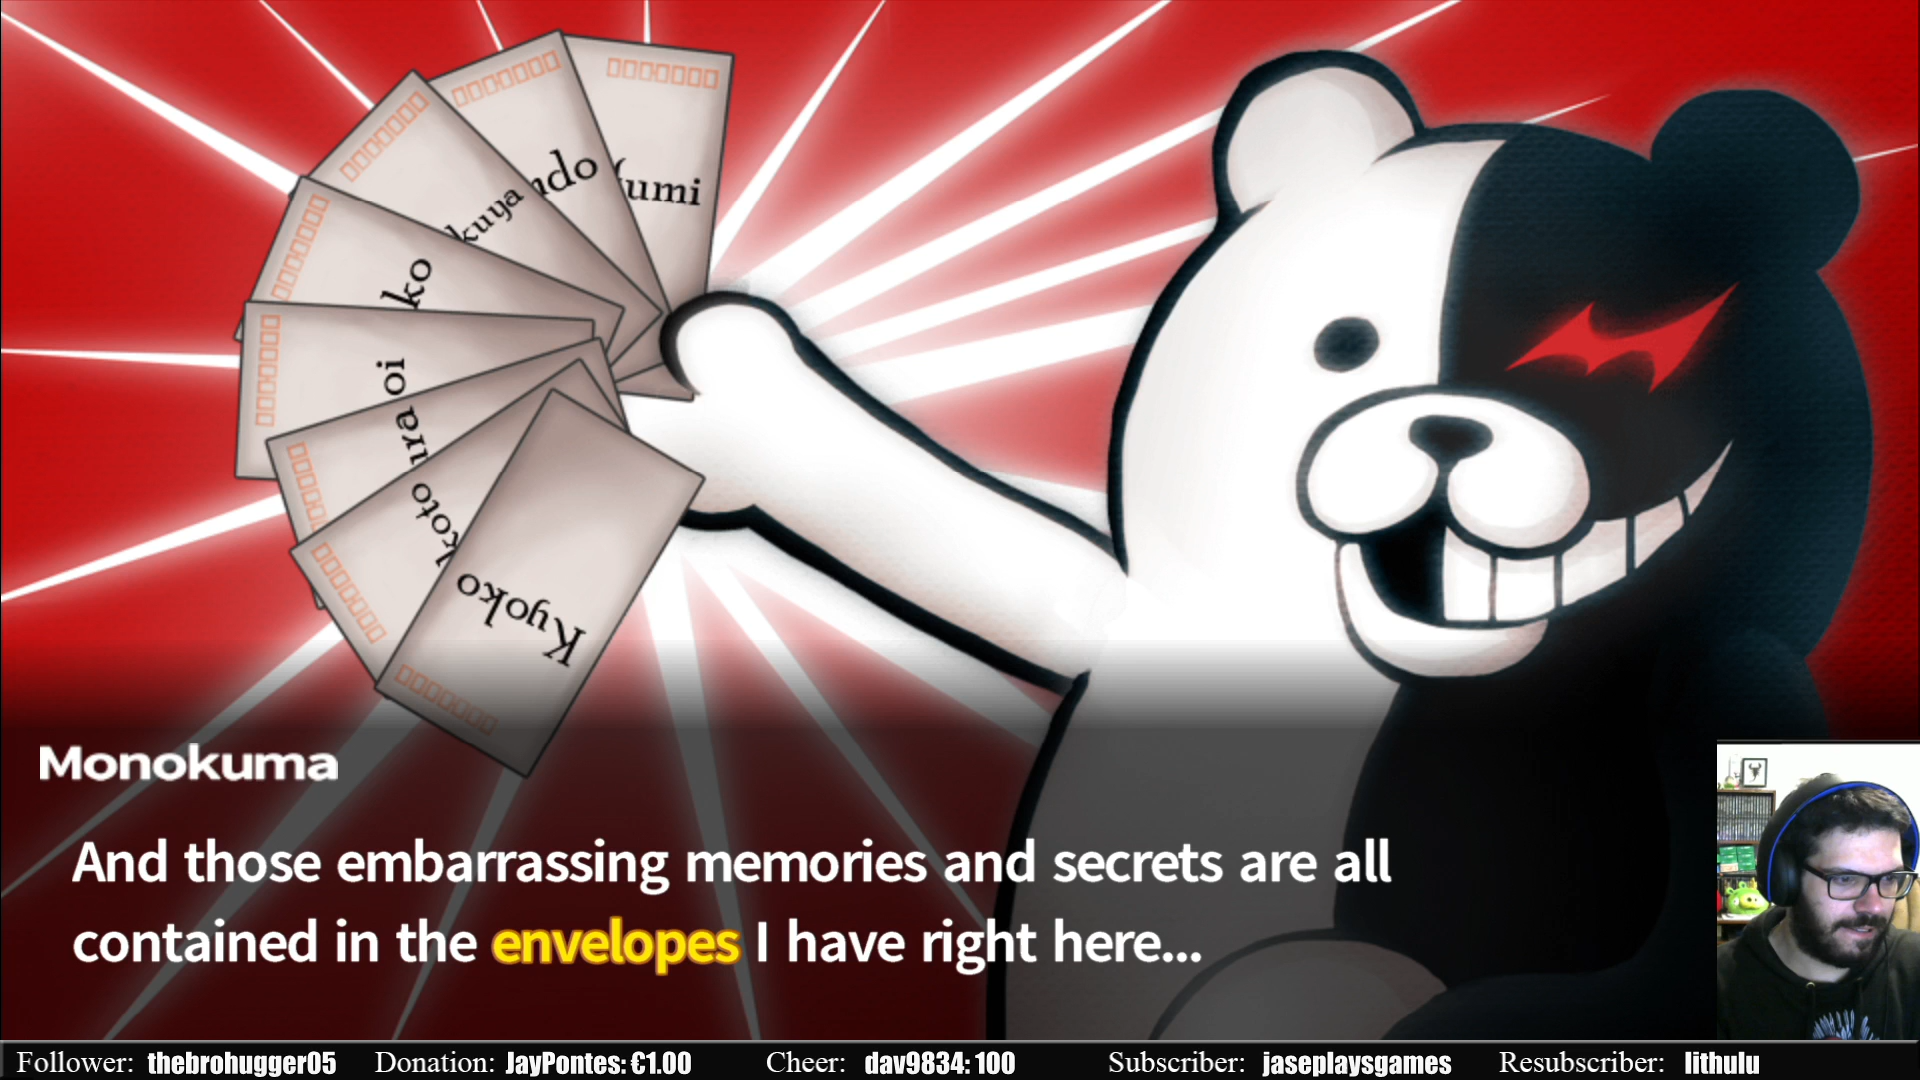 umi
ndo
kuya
ko
oi
ura
koto
Kyoko
Monokuma
And those embarrassing memories and secrets are all
contained in the envelopes I have right here...
Follower: thebrohugger05 Donation: JayPontes: €1.00 Cheer: dav9834: 100 Subscriber: jaseplaysgames Resubscriber: lithulu